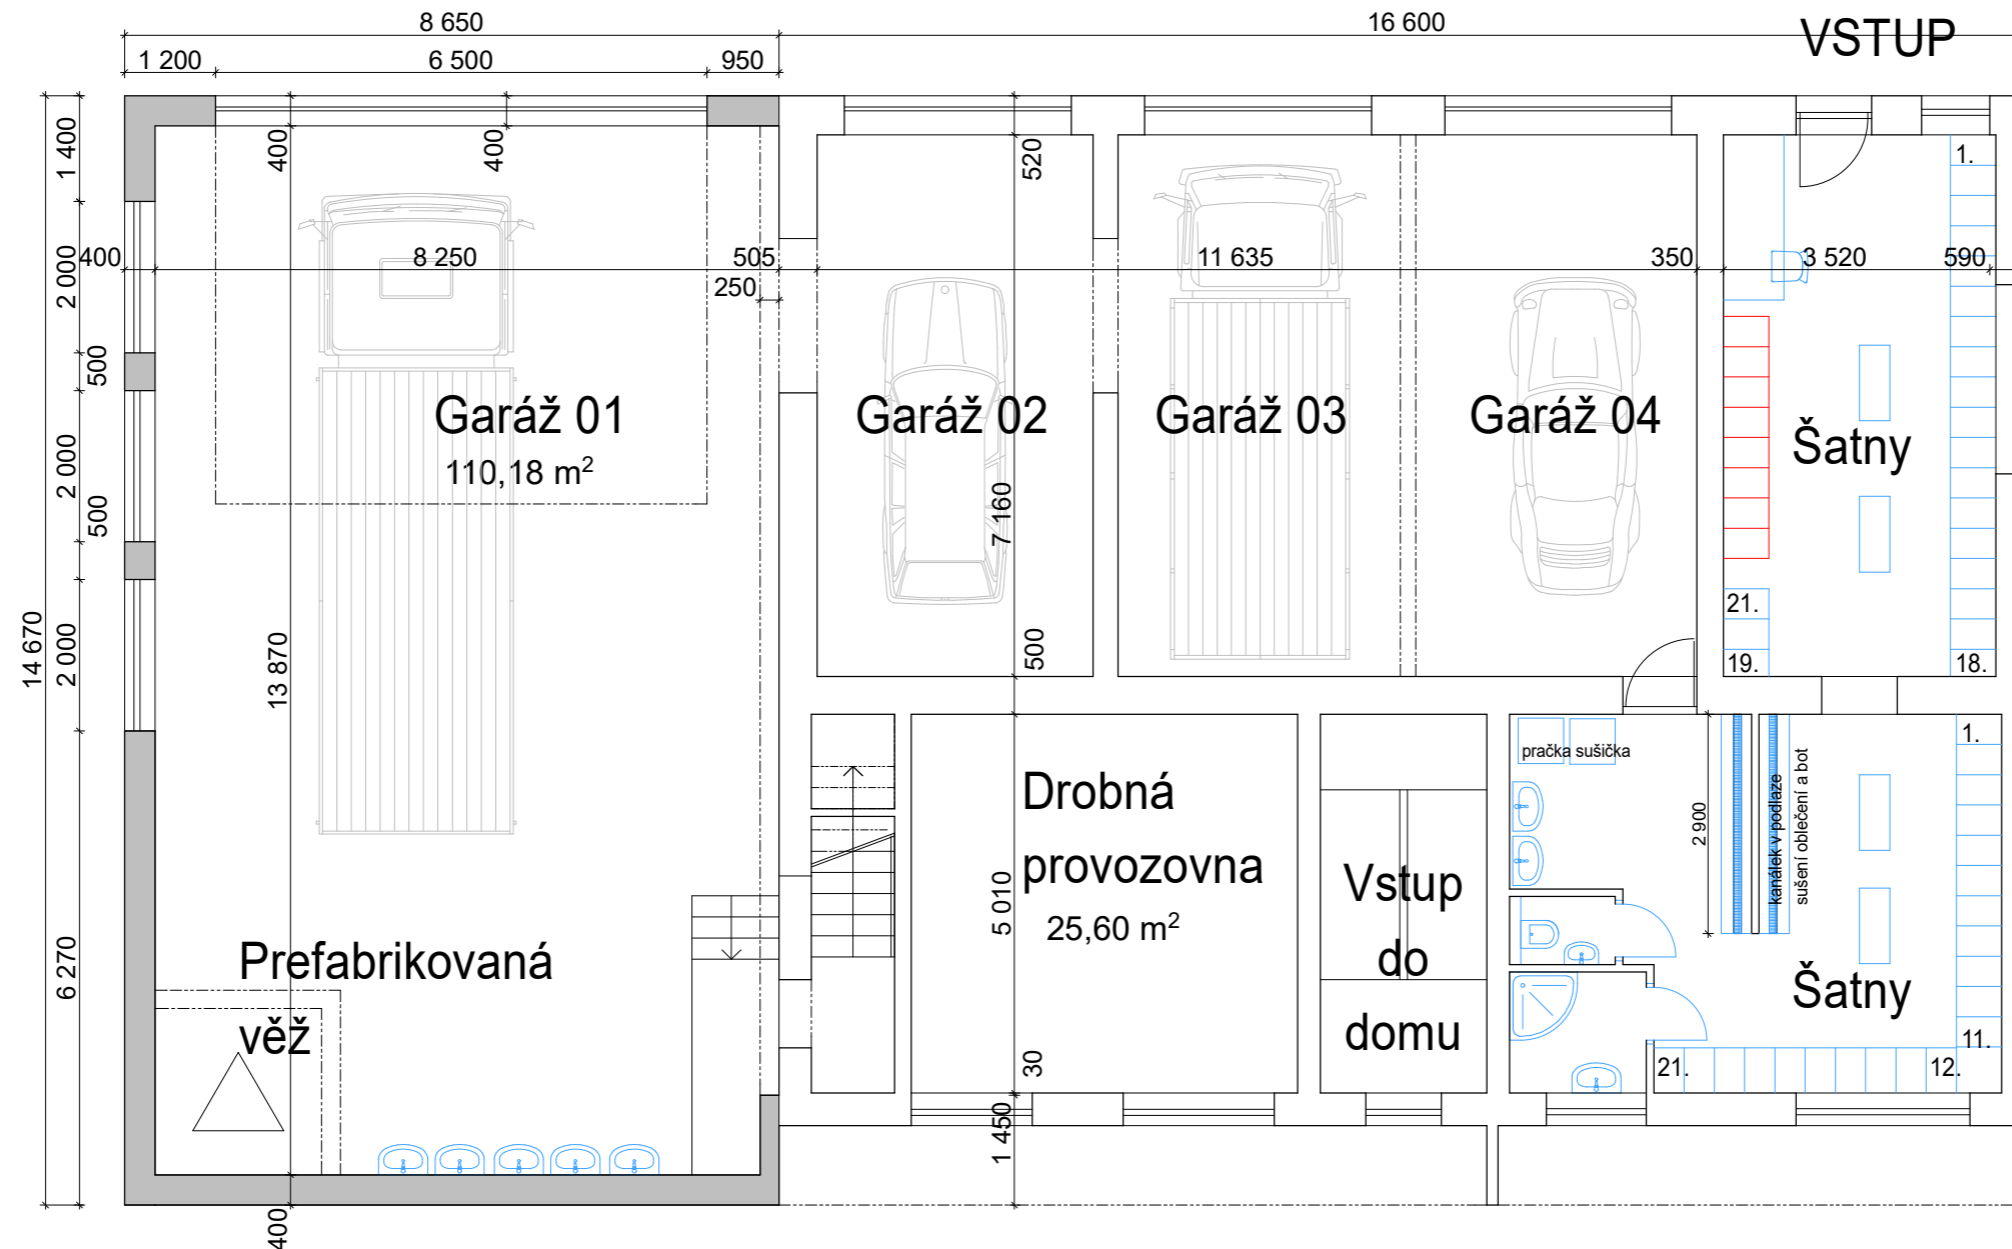 8 650
16 600
VSTUP
1 200
6 500
950
1 400
400
400
520
1.
2 000
400
8 250
505
11 635
350
3 520
590
250
500
Garáž 01
110,18 m²
Garáž 02
Garáž 03
Garáž 04
Šatny
2 000
500
7 160
21.
14 670
2 000
13 870
500
19.
18.
pračka sušička
1.
Drobná
provozovna
25,60 m²
2 900
kanálek v podlaze
sušení oblečení a bot
Vstup
do
domu
5 010
6 270
Prefabrikovaná
věž
Šatny
30
11.
21.
12.
1 450
400